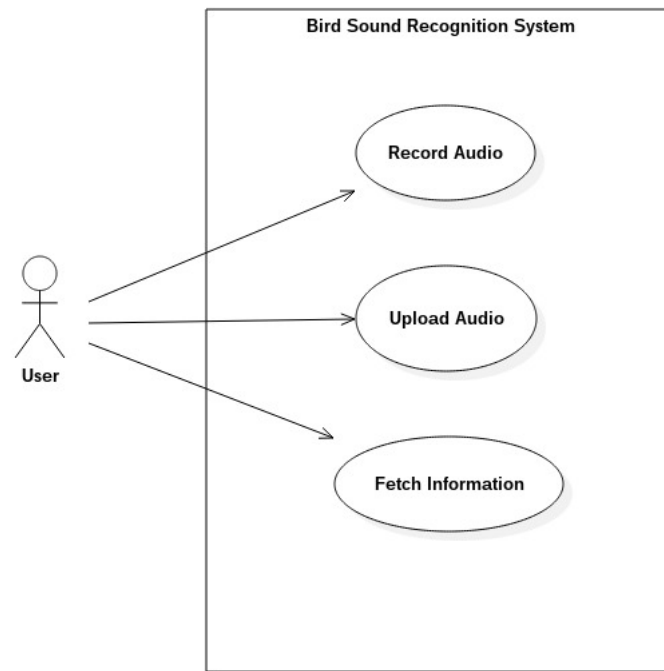 Bird Sound Recognition System
Record Audio
Upload Audio
User
Fetch Information